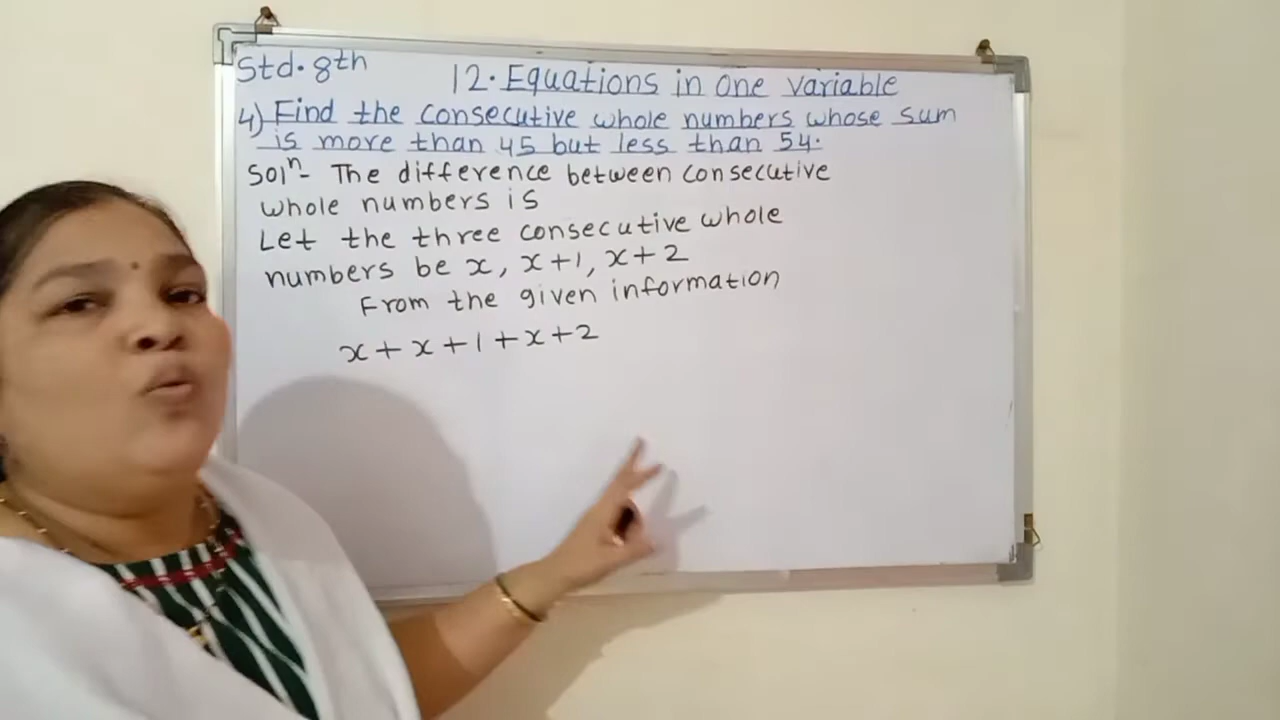 Std. 8th
12. Equations in one variable
4) Find the consecutive whole numbers whose sum
is more than 45 but less than 54.
Solⁿ- The difference between consecutive
whole numbers is
Let the three consecutive whole
numbers be x, x+1, x+2
From the given information
x+x+1+x+2